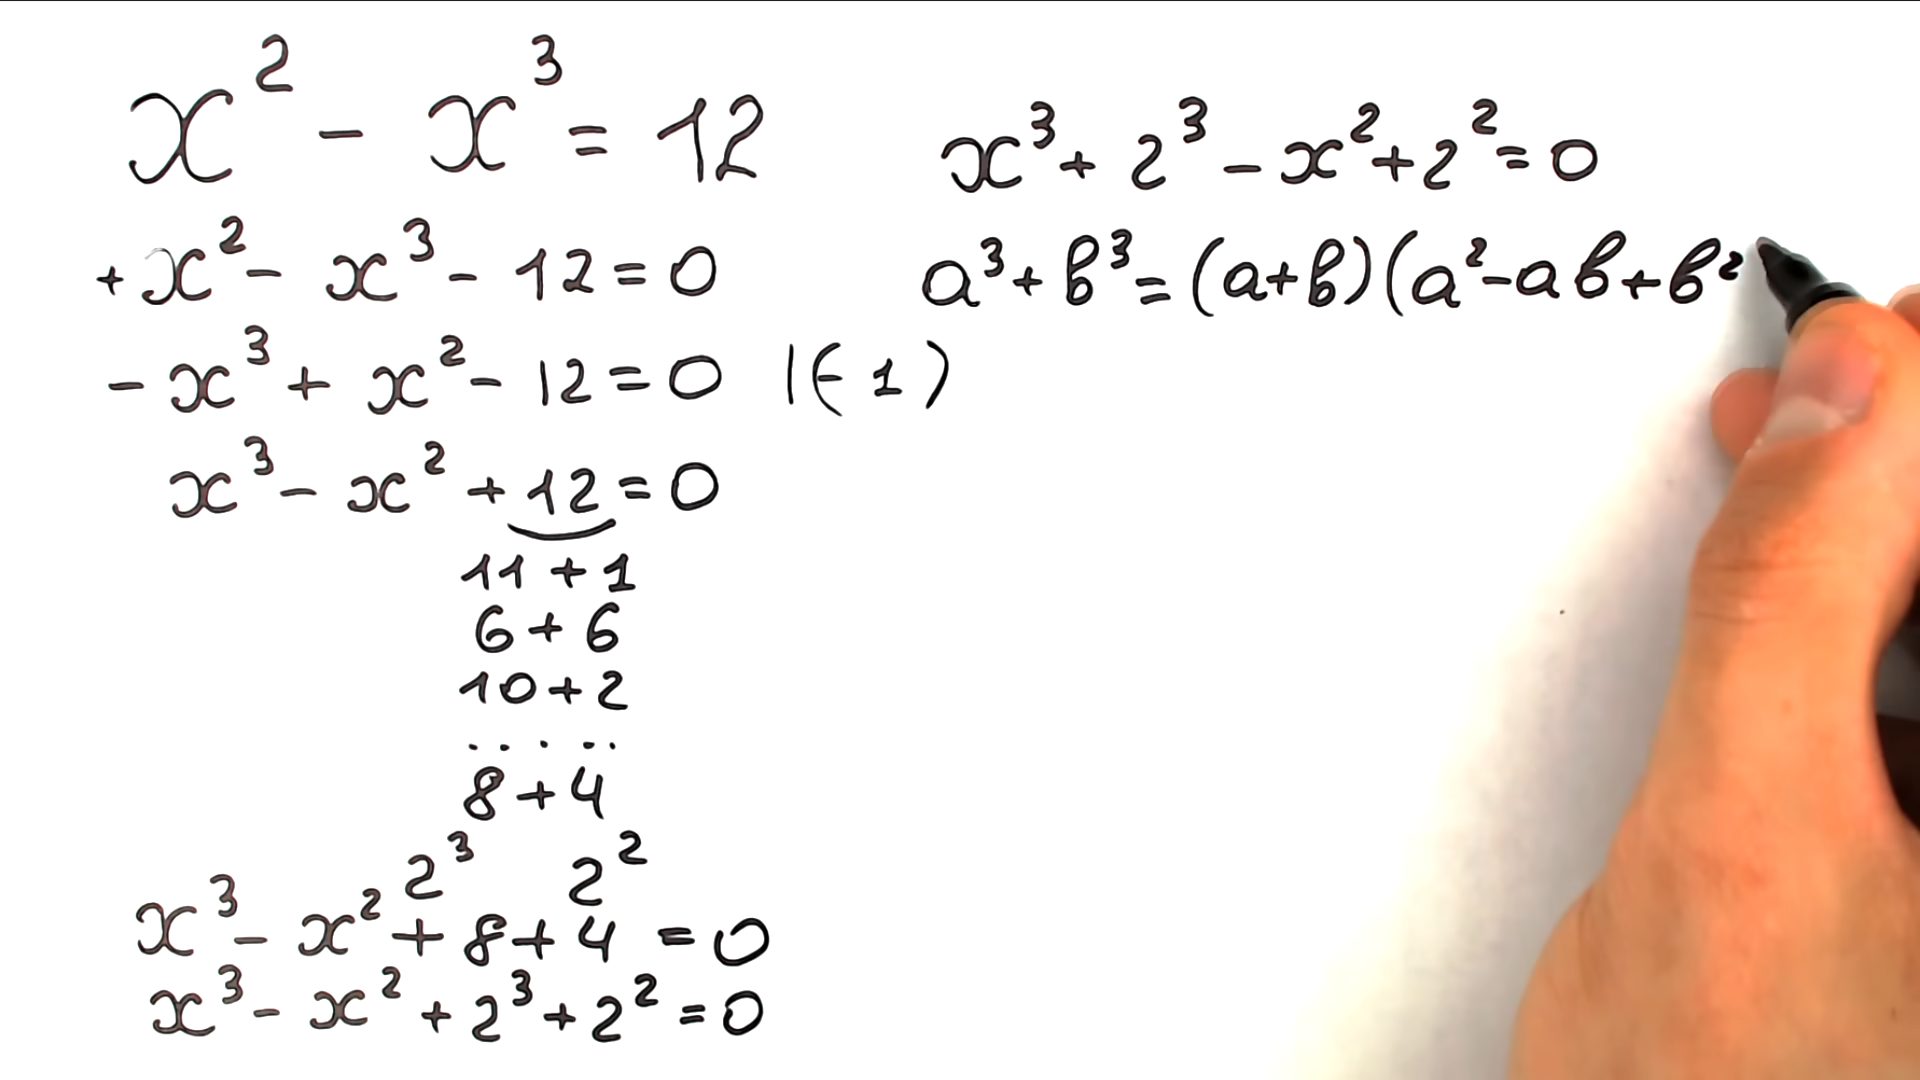 x² - x³ = 12
+x² - x³ - 12 = 0
-x³ + x² - 12 = 0 |(-1)
x³ - x² + 12 = 0
11 + 1
6 + 6
10 + 2
.....
8 + 4
2³ 2²
x³ - x² + 8 + 4 = 0
x³ - x² + 2³ + 2² = 0
x³ + 2³ - x² + 2² = 0
a³ + b³ = (a+b)(a² - ab + b²